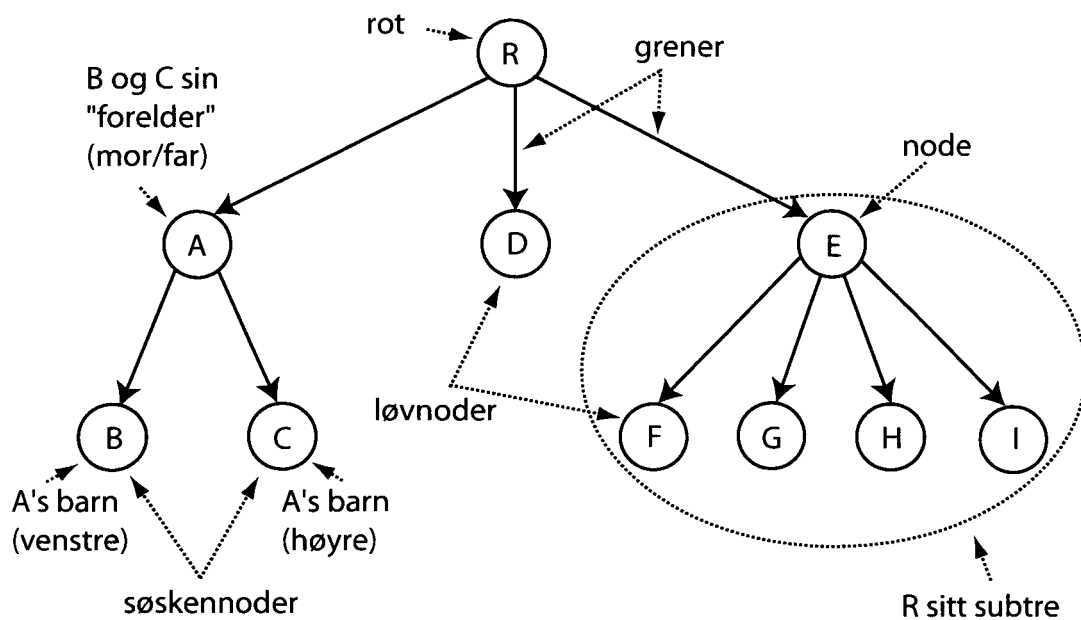 rot
R
grener
B og C sin
"forelder"
(mor/far)
node
A
D
E
løvnoder
B
C
F
G
H
I
A's barn
(venstre)
A's barn
(høyre)
søskennoder
R sitt subtre